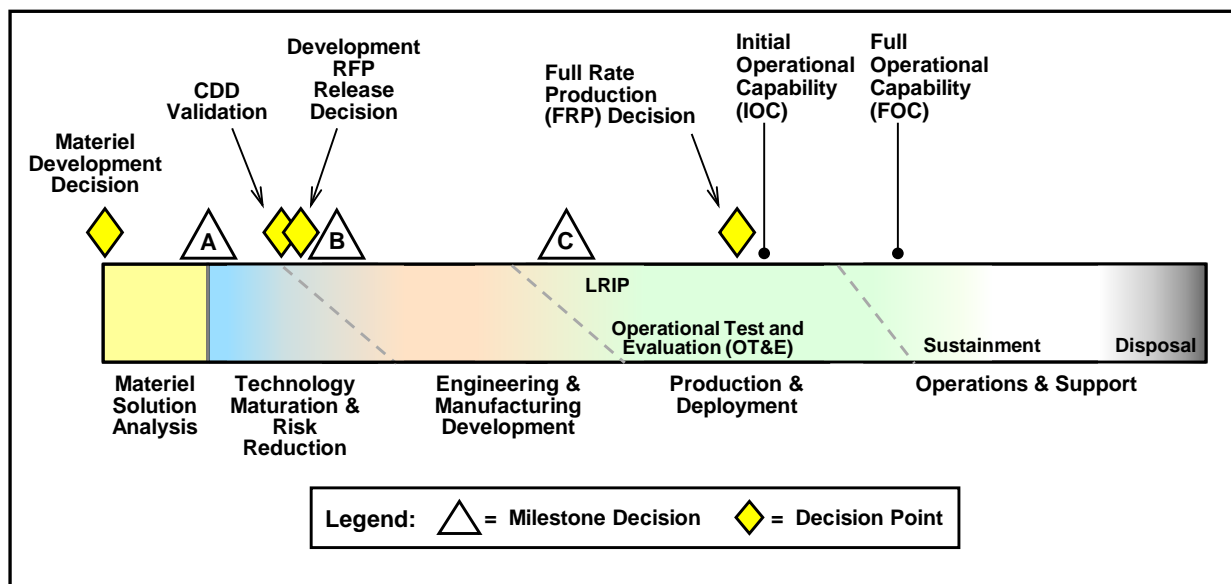 Materiel
Development
Decision
CDD
Validation
Development
RFP
Release
Decision
Full Rate
Production
(FRP) Decision
Initial
Operational
Capability
(IOC)
Full
Operational
Capability
(FOC)
A
B
C
LRIP
Operational Test and
Evaluation (OT&E)
Sustainment
Disposal
Materiel
Solution
Analysis
Technology
Maturation &
Risk
Reduction
Engineering &
Manufacturing
Development
Production &
Deployment
Operations & Support
Legend: = Milestone Decision = Decision Point